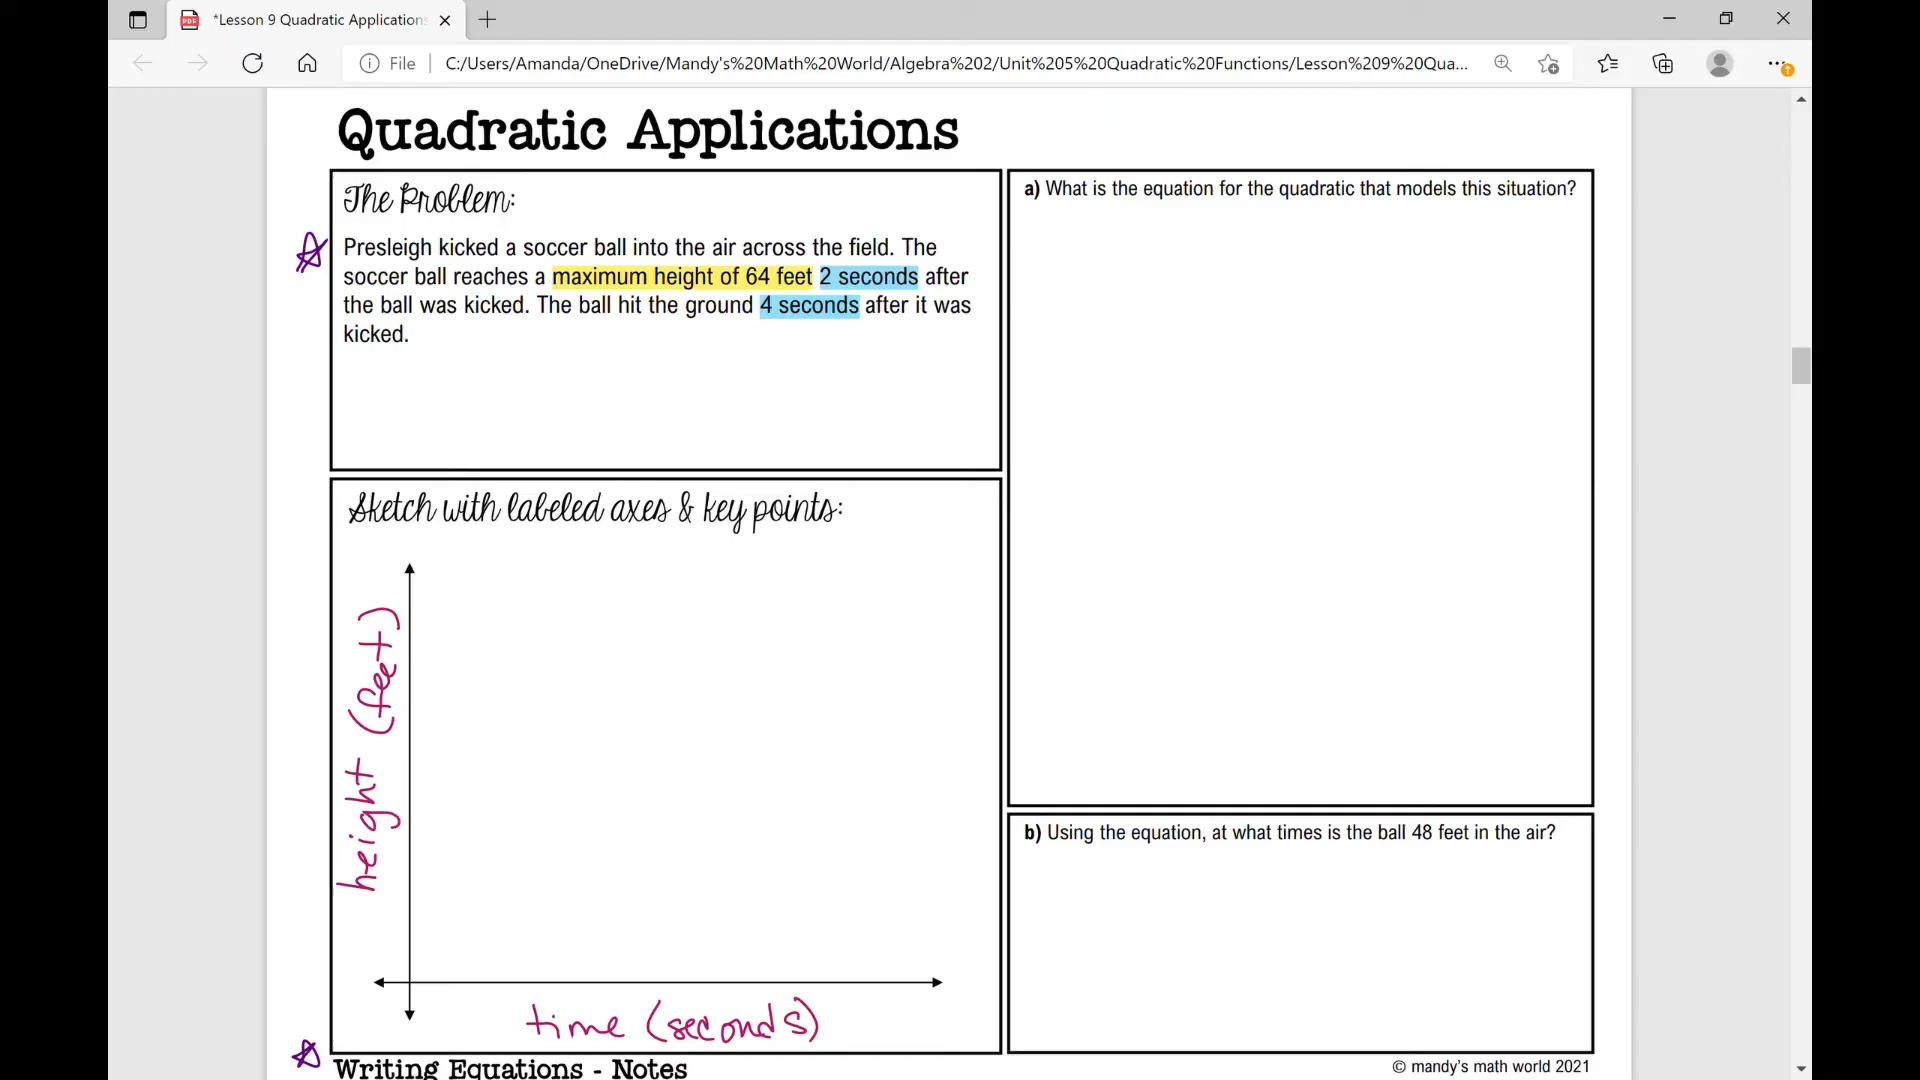 *Lesson 9 Quadratic Application
File
C:/Users/Amanda/OneDrive/Mandy's%20Math%20World/Algebra%202/Unit%205%20Quadratic%20Functions/Lesson%209%20Qua...
Quadratic Applications
The Problem:
Presleigh kicked a soccer ball into the air across the field. The
soccer ball reaches a maximum height of 64 feet 2 seconds after
the ball was kicked. The ball hit the ground 4 seconds after it was
kicked.
Sketch with labeled axes & key points:
height (feet)
time (seconds)
a) What is the equation for the quadratic that models this situation?
b) Using the equation, at what times is the ball 48 feet in the air?
Writing Equations - Notes
© mandy's math world 2021